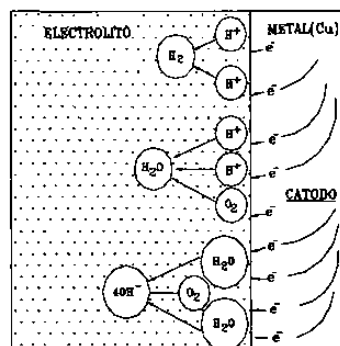 ELECTROLITO
METAL(Cu)
H⁺
e⁻
H₂
H⁺
e⁻
H⁺
e⁻
H₂O
H⁺
e⁻
CATODO
O₂
e⁻
H₂O
e⁻
e⁻
4OH⁻
O₂
e⁻
H₂O
e⁻